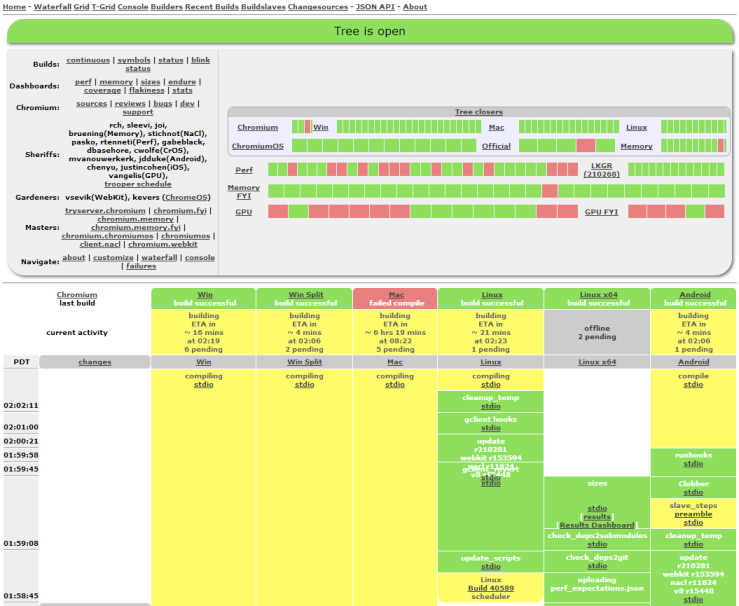 Home - Waterfall Grid T-Grid Console Builders Recent Builds Buildslaves Changesources - JSON API - About
Tree is open
Builds: continuous | symbols | status | blink
status
Dashboards: perf | memory | sizes | endure |
coverage | flakiness | stats
Chromium: sources | reviews | bugs | dev |
support
Sheriffs: rch, sleevi, joi,
bruening(Memory), stichnot(NaCl),
pasko, rtenneti(Perf), gabeblack,
dbasehore, cwolfe(CrOS),
mvanouwerkerk, jdduke(Android),
chenyu, justincohen(iOS),
vangelis(GPU),
trooper schedule
Gardeners: vsevik(WebKit), kevers (ChromeOS)
Masters: tryserver.chromium | chromium.fyi |
chromium.memory |
chromium.memory.fyi |
chromium.chromiumos | chromiumos |
client.nacl | chromium.webkit
Navigate: about | customize | waterfall | console
| failures
Tree closers
Chromium Win Mac Linux
ChromiumOS Official Memory
Perf LKGR
(210268)
Memory
FYI
GPU GPU FYI
Chromium Win Win Split Mac Linux Linux x64 Android
last build build successful build successful failed compile build successful build successful build successful
current activity
building
ETA in
~ 16 mins
at 02:19
6 pending
building
ETA in
~ 4 mins
at 02:06
2 pending
building
ETA in
~ 6 hrs 19 mins
at 08:22
5 pending
building
ETA in
~ 21 mins
at 02:23
1 pending
offline
2 pending
building
ETA in
~ 4 mins
at 02:06
1 pending
PDT changes Win Win Split Mac Linux Linux x64 Android
compiling compiling compiling compiling compile
stdio stdio stdio stdio stdio
02:02:11
cleanup_temp
stdio
02:01:00
gclient hooks
stdio
02:00:21
update
r210281
webkit r153594
nacl r11624
v8 r15448
stdio
gclient_revert
stdio
01:59:58
runhooks
stdio
01:59:45
sizes
stdio
[results]
[Results Dashboard]
Clobber
stdio
slave_steps
preamble
stdio
01:59:08
check_deps2submodules
stdio
cleanup_temp
stdio
update_scripts
stdio
check_deps2git
stdio
update
r210281
webkit r153594
nacl r11624
v8 r15448
stdio
01:58:45
Linux
Build 40589
scheduler
uploading
perf_expectations.json